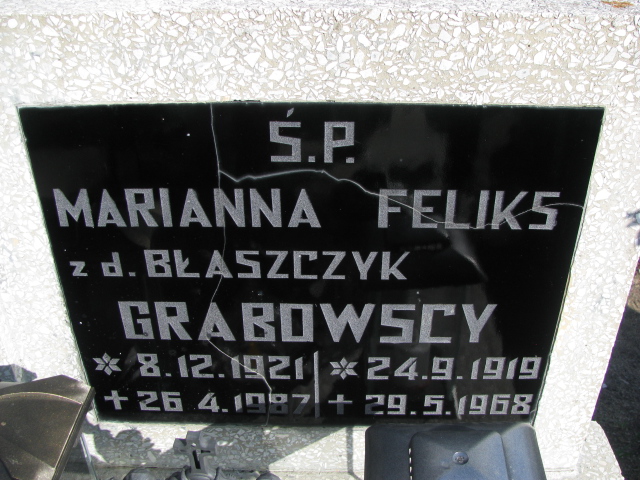 Ś.P.
MARIANNA FELIKS
z d. BŁASZCZYK
GRABOWSCY
* 8.12.1921 * 24.9.1919
+ 26 4.1987 + 29.5.1968